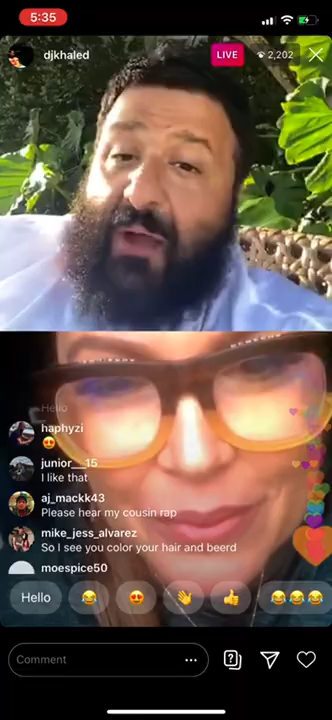 5:35
djkhaled
LIVE
2,202
Hello
haphyzi
😍
junior__15
I like that
aj_mackk43
Please hear my cousin rap
mike_jess_alvarez
So I see you color your hair and beerd
moespice50
Hello 😂 😍 👋 👍 😂😂😂
Comment